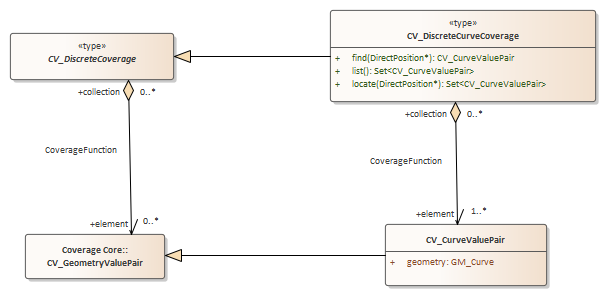 «type»
CV_DiscreteCoverage
«type»
CV_DiscreteCurveCoverage
+ find(DirectPosition*): CV_CurveValuePair
+ list(): Set<CV_CurveValuePair>
+ locate(DirectPosition*): Set<CV_CurveValuePair>
+collection 0..*
CoverageFunction
+element 0..*
+collection 0..*
CoverageFunction
+element 1..*
Coverage Core::
CV_GeometryValuePair
CV_CurveValuePair
+ geometry: GM_Curve